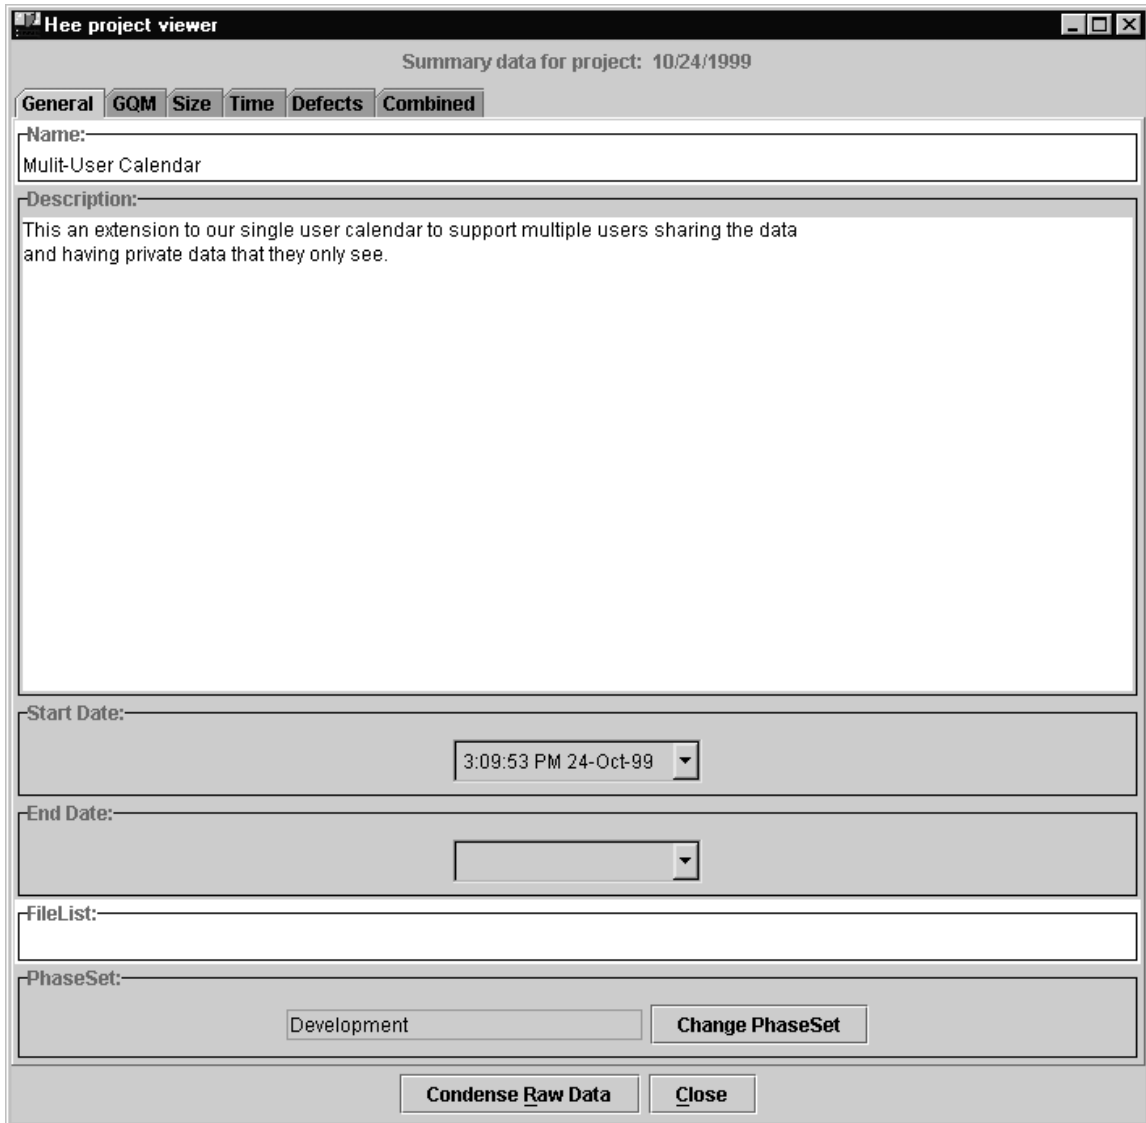 Hee project viewer
Summary data for project: 10/24/1999
General GQM Size Time Defects Combined
Name:
Mulit-User Calendar
Description:
This an extension to our single user calendar to support multiple users sharing the data
and having private data that they only see.
Start Date:
3:09:53 PM 24-Oct-99
End Date:
FileList:
PhaseSet:
Development Change PhaseSet
Condense Raw Data Close